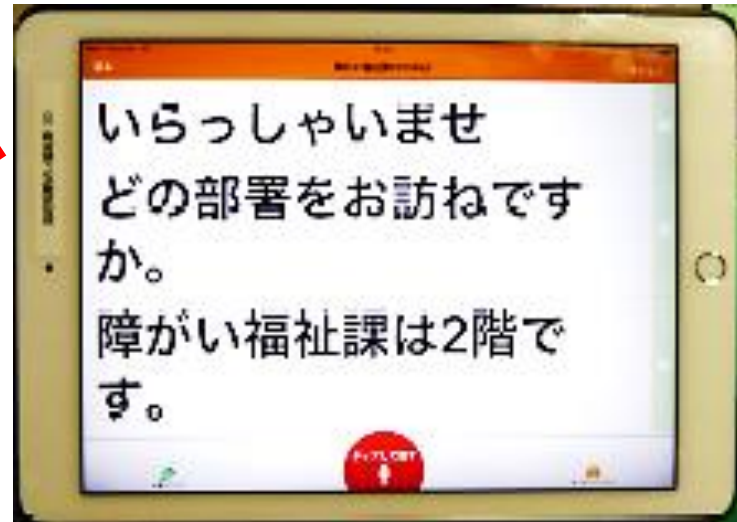 いらっしゃいませ
どの部署をお訪ねです
か。
障がい福祉課は2階で
す。